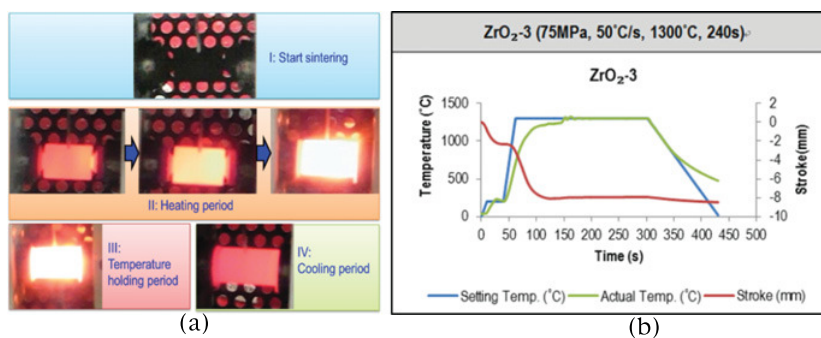 I: Start sintering
II: Heating period
III:
Temperature
holding period
IV:
Cooling period
(a)
ZrO₂-3 (75MPa, 50˚C/s, 1300˚C, 240s)
ZrO₂-3
Temperature (˚C)
1500
1000
500
0
2
0
-2
-4
-6
-8
-10
Stroke(mm)
0 50 100 150 200 250 300 350 400 450 500
Time (s)
Setting Temp. (˚C) Actual Temp. (˚C) Stroke (mm)
(b)